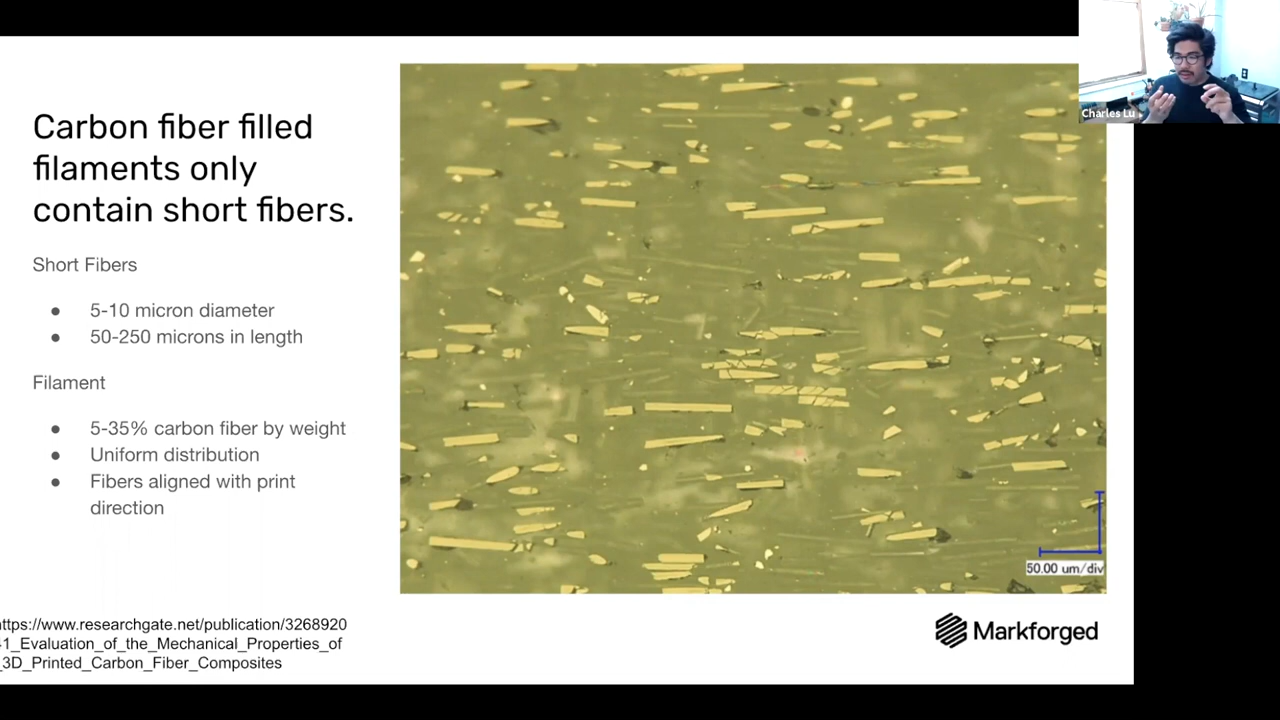 Charles Lu
Carbon fiber filled
filaments only
contain short fibers.
Short Fibers
● 5-10 micron diameter
● 50-250 microns in length
Filament
● 5-35% carbon fiber by weight
● Uniform distribution
● Fibers aligned with print
direction
50.00 um/div
ttps://www.researchgate.net/publication/3268920
1_Evaluation_of_the_Mechanical_Properties_of
_3D_Printed_Carbon_Fiber_Composites
Markforged